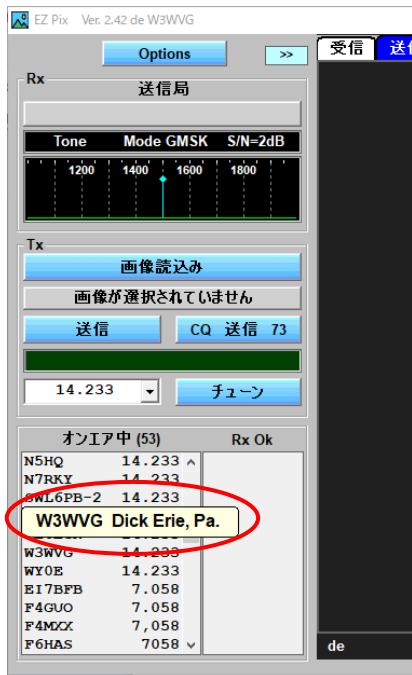 EZ Pix Ver. 2.42 de W3WVG
Options >> 受信
Rx
送信局
Tone Mode GMSK S/N=2dB
1200 1400 1600 1800
Tx
画像読込み
画像が選択されていません
送信 CQ 送信 73
14.233 チューン
オンエア中 (53) Rx Ok
N5HQ 14.233
N7RKY 14.233
SWL6PB-2 14.233
W3WVG Dick Erie, Pa.
W3WVG 14.233
WY0E 14.233
EI7BFB 7.058
F4GUO 7.058
F4MXX 7,058
F6HAS 7058
de